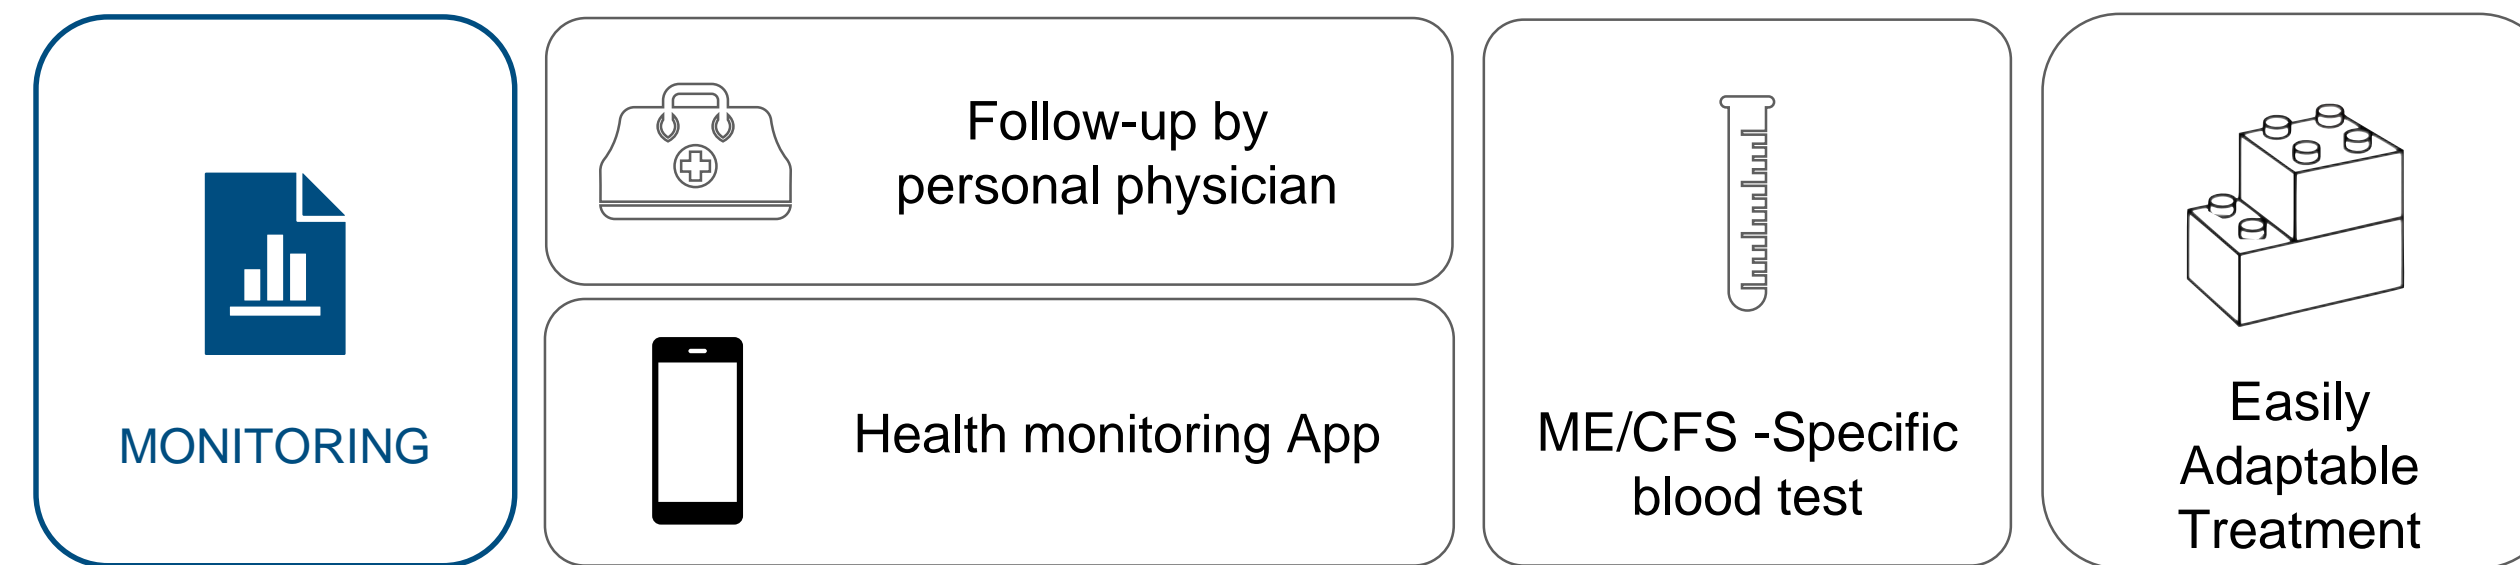 MONITORING
Follow-up by
personal physician
Health monitoring App
ME/CFS -Specific
blood test
Easily
Adaptable
Treatment